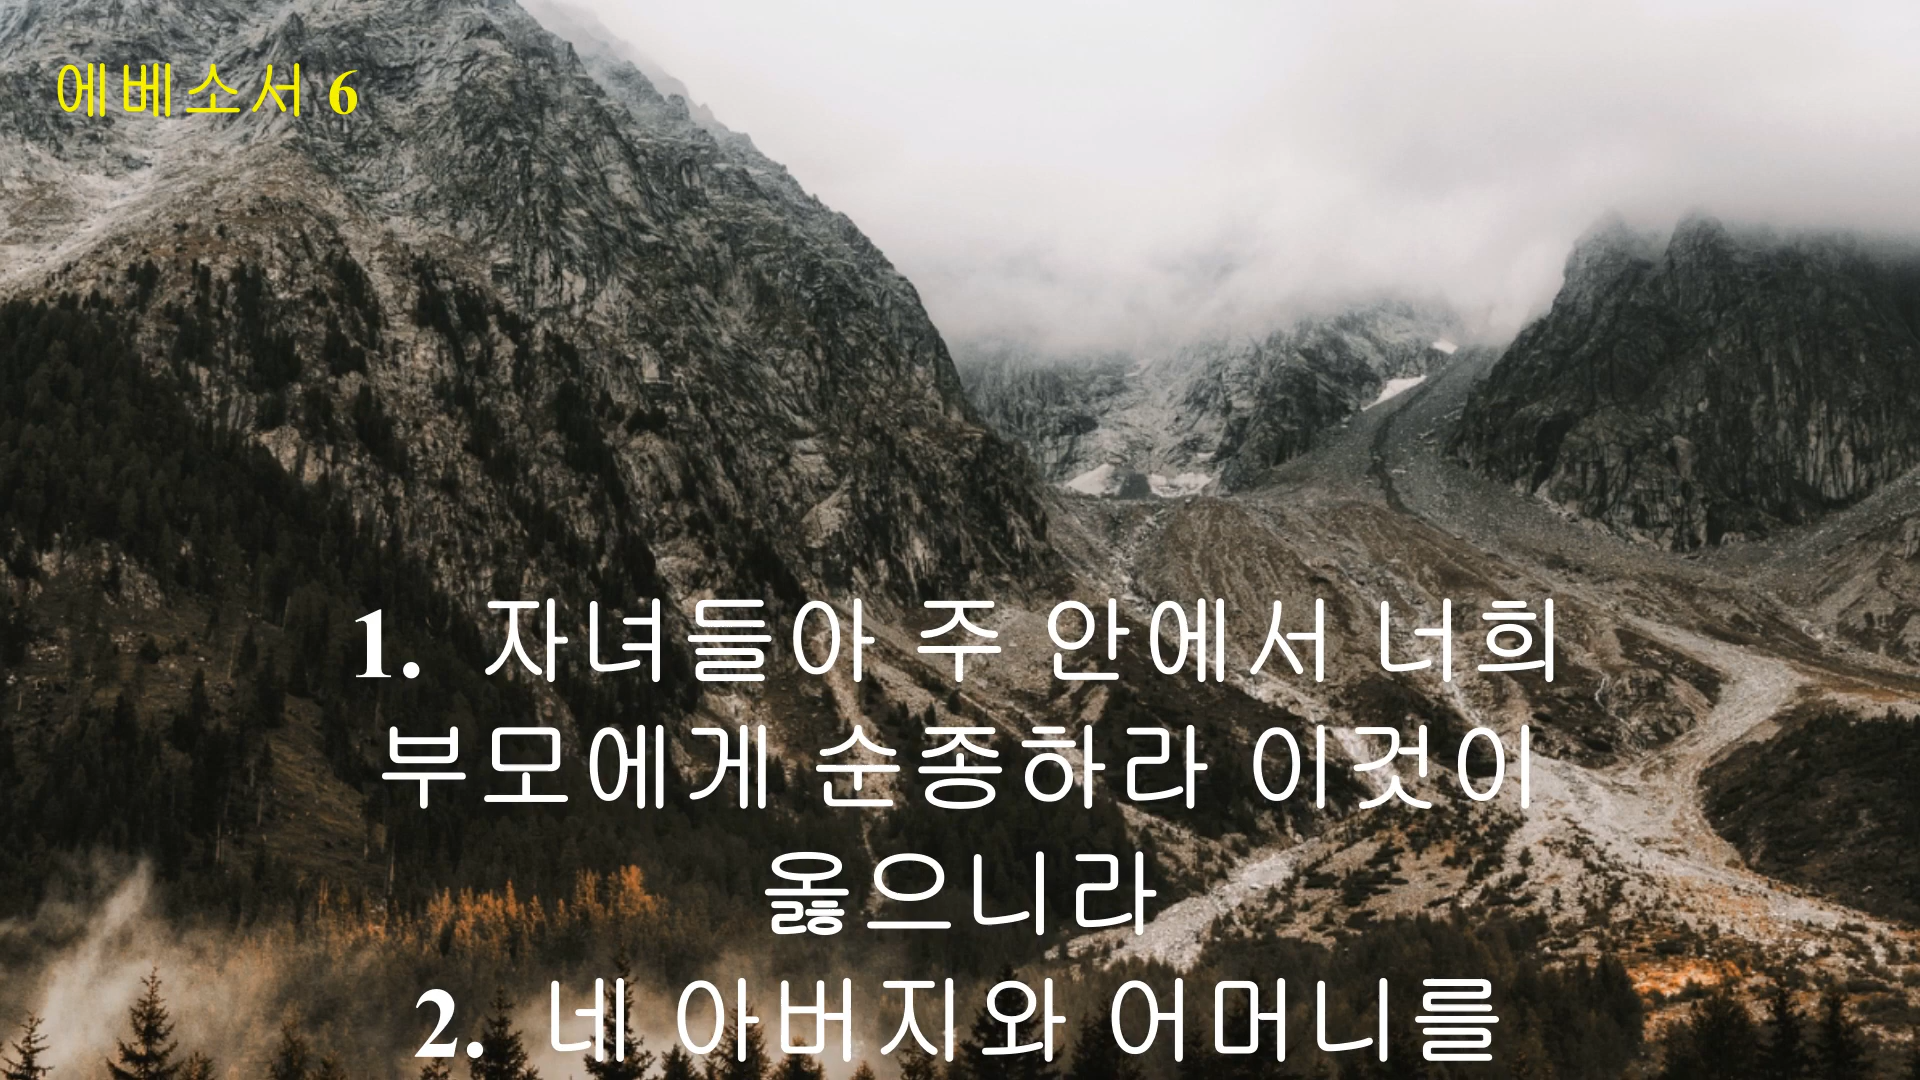 에베소서 6
1. 자녀들아 주 안에서 너희
부모에게 순종하라 이것이
옳으니라
2. 네 아버지와 어머니를